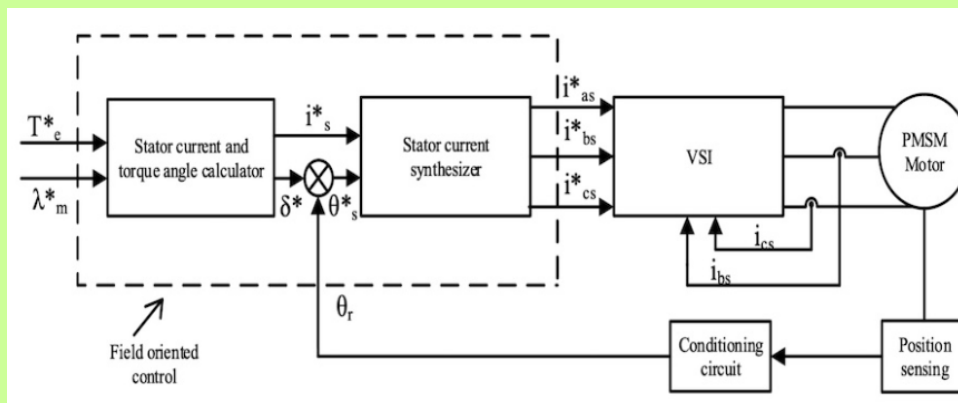 T*e
λ*m
Stator current and
torque angle calculator
i*s
δ*
θ*s
Stator current
synthesizer
i*as
i*bs
i*cs
VSI
PMSM
Motor
ics
ibs
θr
Field oriented
control
Conditioning
circuit
Position
sensing